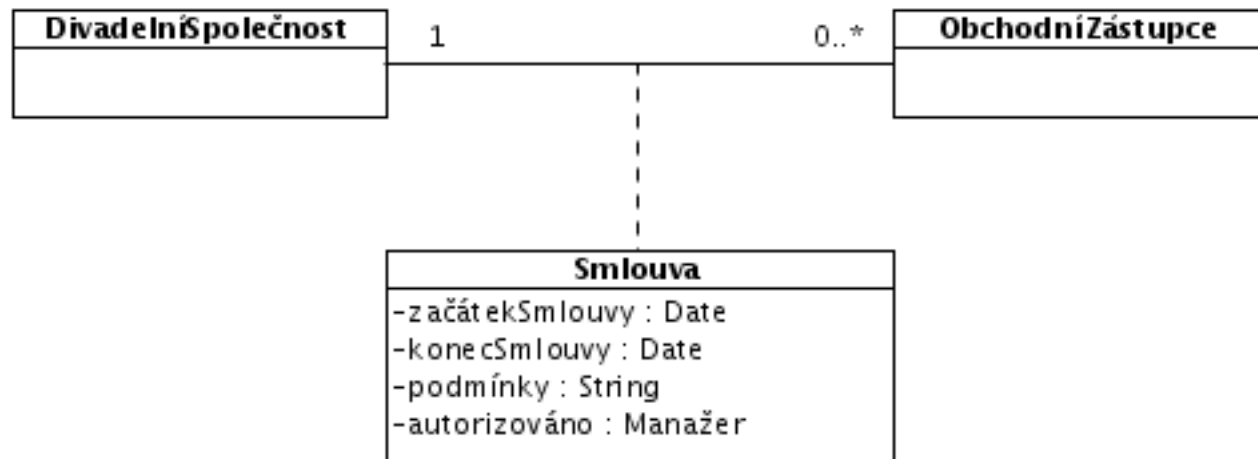 DivadelníSpolečnost
1
0..*
ObchodníZástupce
Smlouva
-začátekSmlouvy : Date
-konecSmlouvy : Date
-podmínky : String
-autorizováno : Manažer